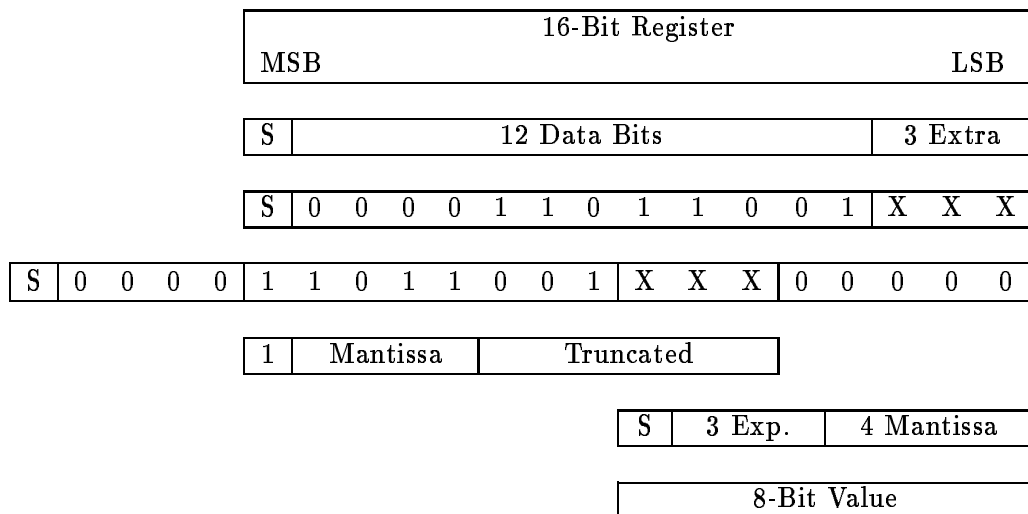 16-Bit Register
MSB LSB
S 12 Data Bits 3 Extra
S 0 0 0 0 1 1 0 1 1 0 0 1 X X X
S 0 0 0 0 1 1 0 1 1 0 0 1 X X X 0 0 0 0 0
1 Mantissa Truncated
S 3 Exp. 4 Mantissa
8-Bit Value